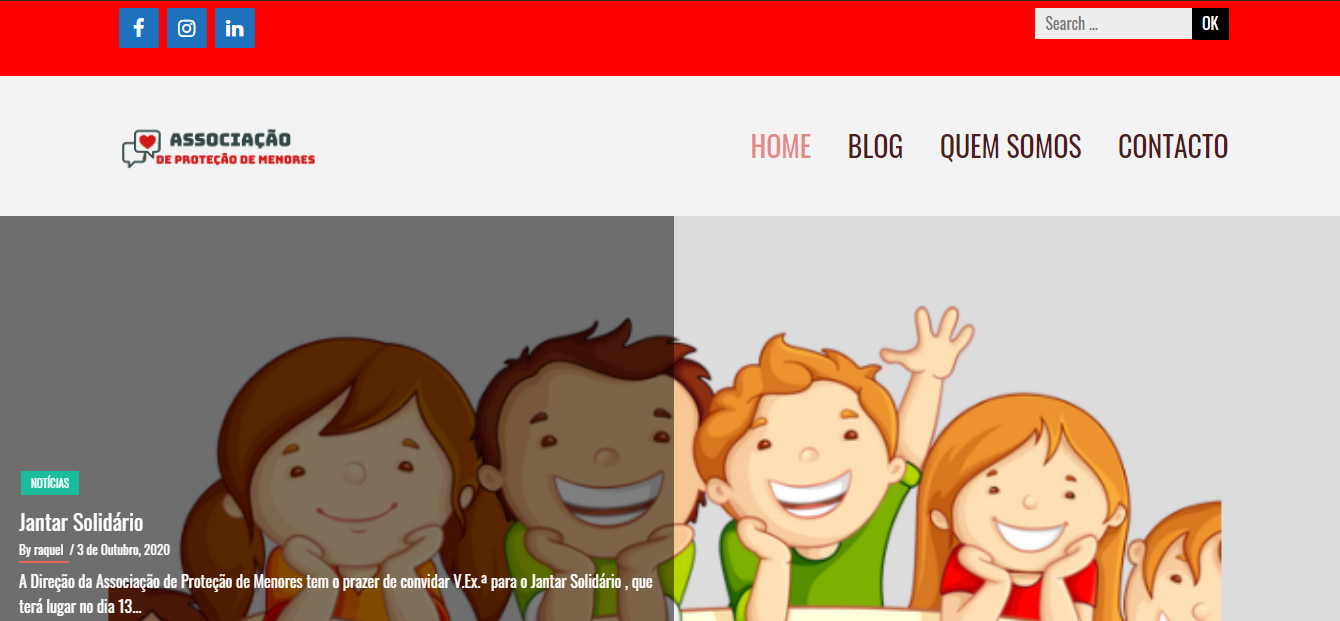 Search ...
OK
ASSOCIAÇÃO
DE PROTEÇÃO DE MENORES
HOME BLOG QUEM SOMOS CONTACTO
NOTÍCIAS
Jantar Solidário
By raquel / 3 de Outubro, 2020
A Direção da Associação de Proteção de Menores tem o prazer de convidar V.Ex.ª para o Jantar Solidário , que
terá lugar no dia 13...